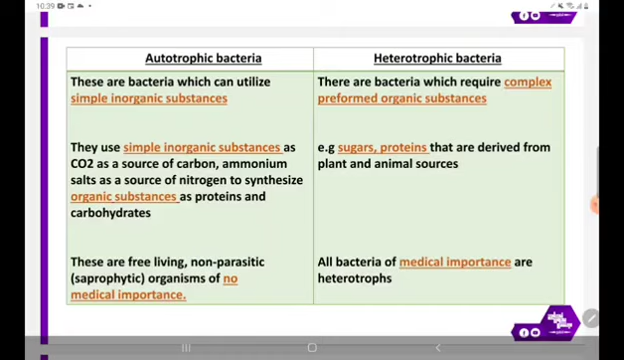 10:39
Autotrophic bacteria
Heterotrophic bacteria
These are bacteria which can utilize
simple inorganic substances
There are bacteria which require complex
preformed organic substances
They use simple inorganic substances as
CO2 as a source of carbon, ammonium
salts as a source of nitrogen to synthesize
organic substances as proteins and
carbohydrates
e.g sugars, proteins that are derived from
plant and animal sources
These are free living, non-parasitic
(saprophytic) organisms of no
medical importance.
All bacteria of medical importance are
heterotrophs